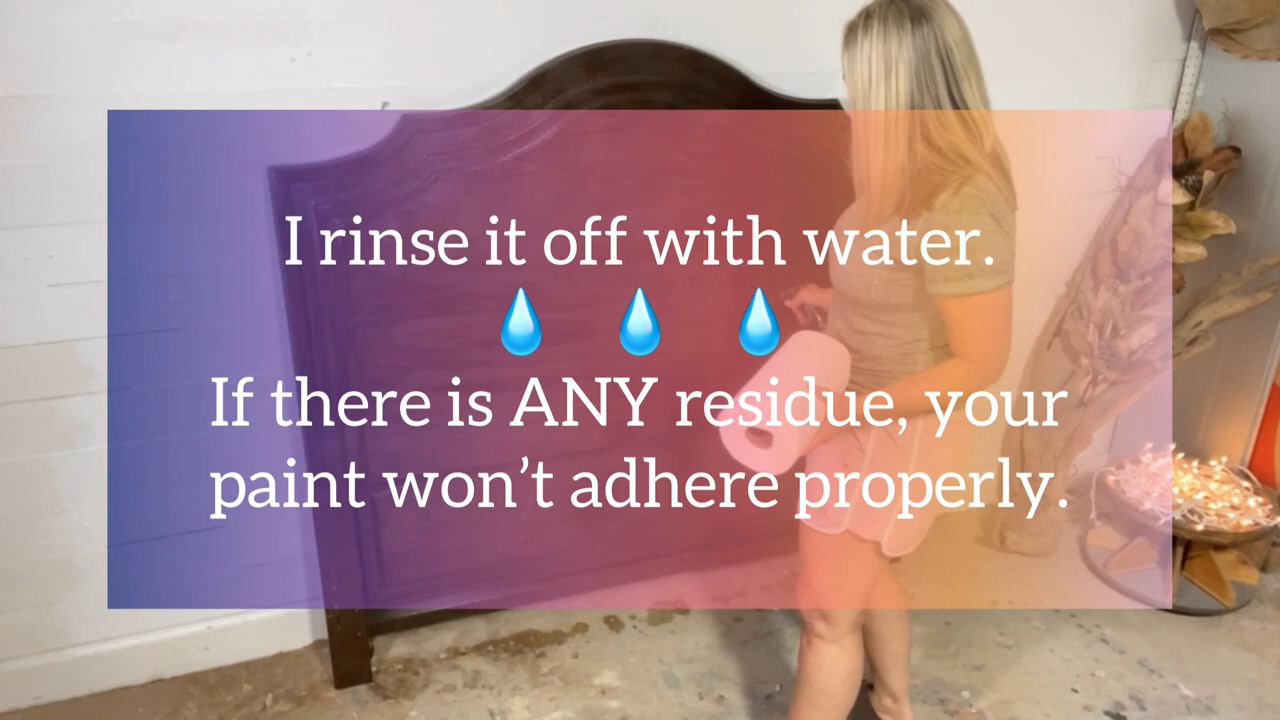 I rinse it off with water.
💧 💧 💧
If there is ANY residue, your
paint won’t adhere properly.